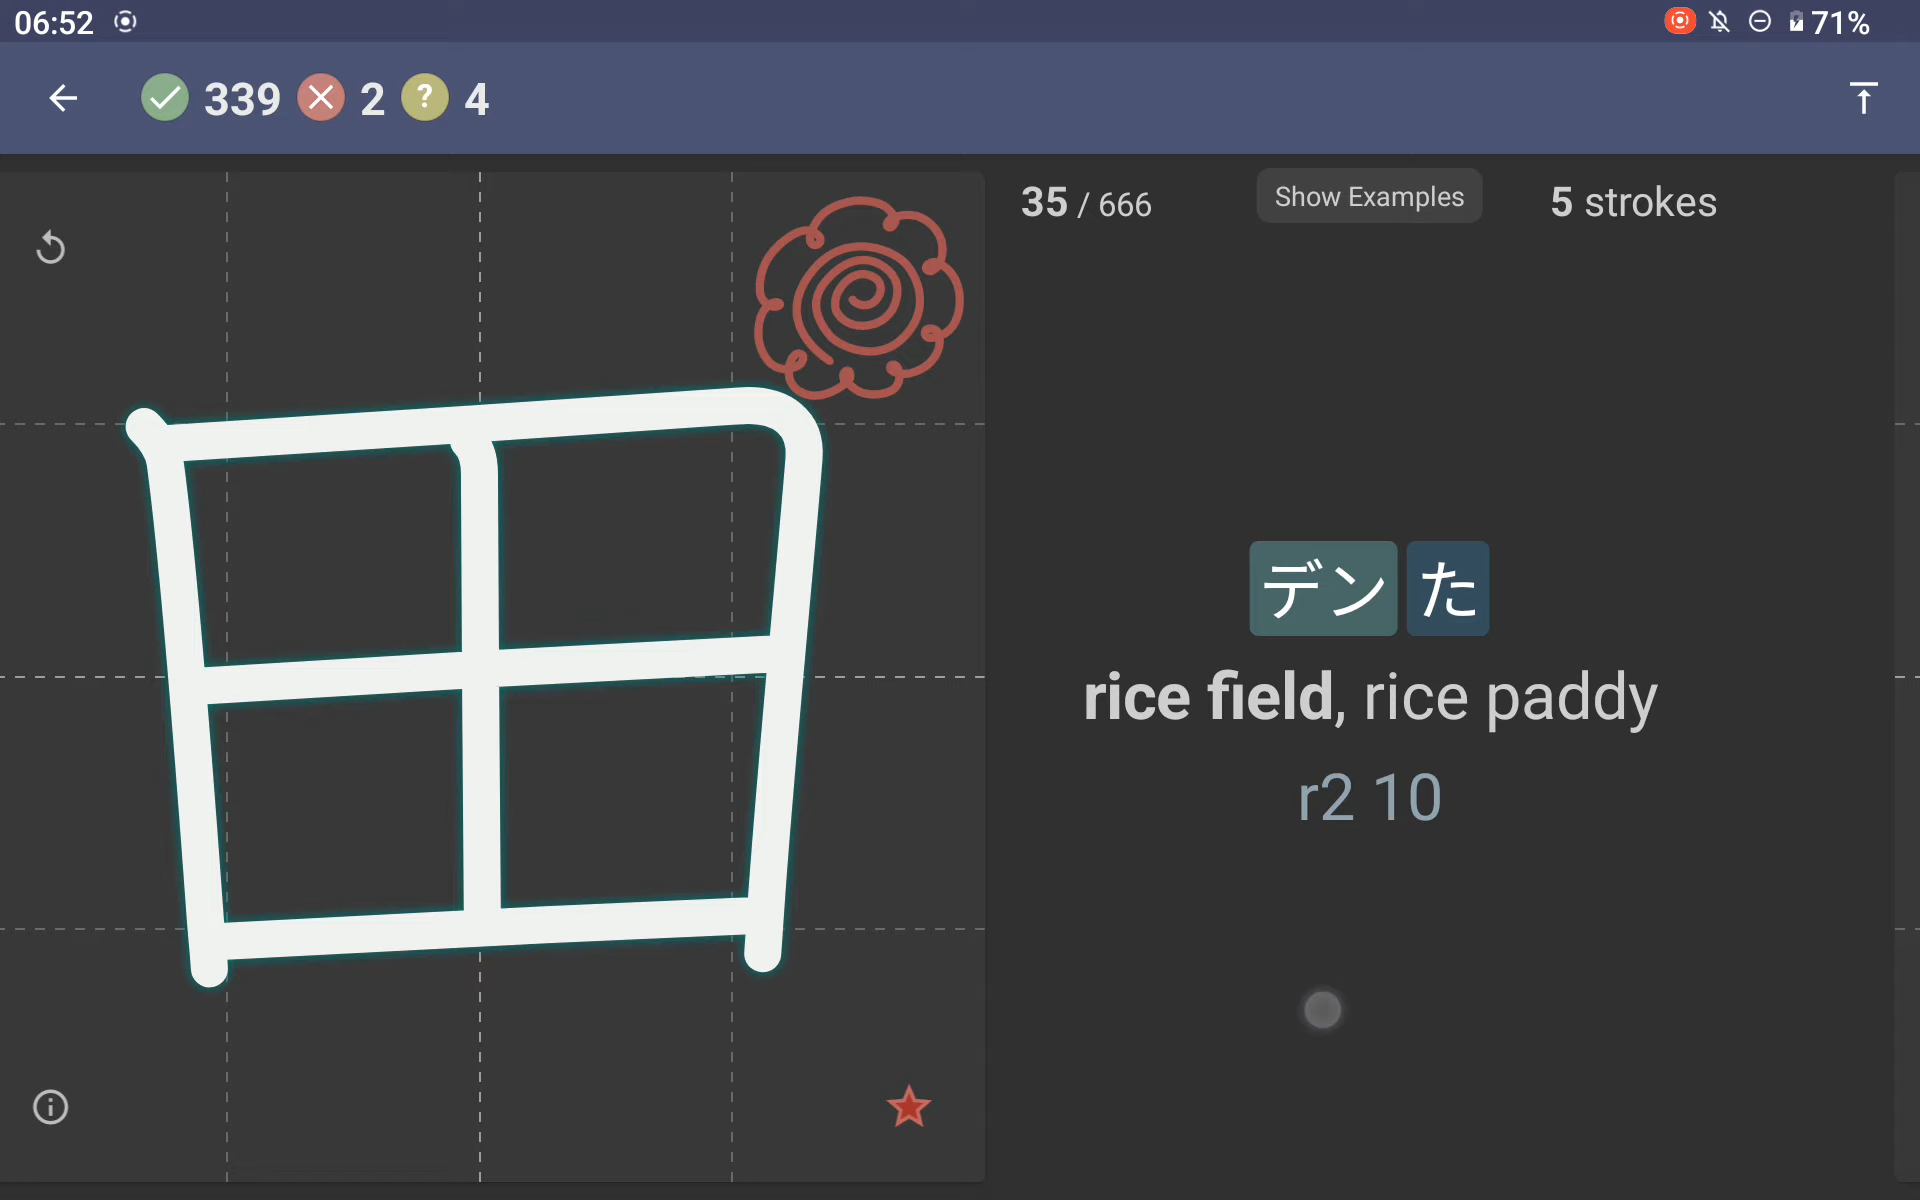 06:52 71%
339 2 ? 4
35 / 666 Show Examples 5 strokes
田
デン た
rice field, rice paddy
r2 10